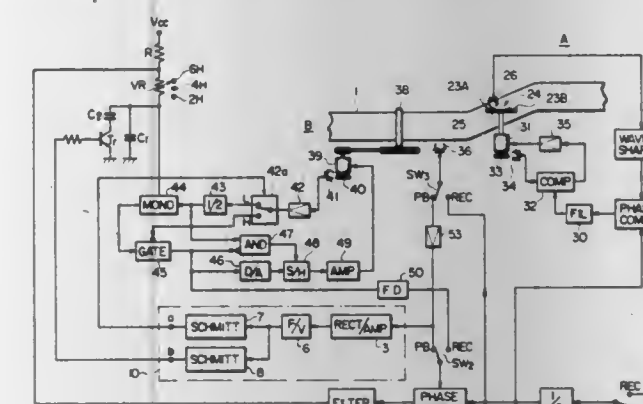 Vcc
R
VR
6H
4H
2H
C2
Tr
C1
A
23A
26
24
23B
1
38
B
25
31
35
36
39
40
41
33
34
COMP
32
FIL
30
WAVE
SHAP
PHASE
COMP
42a
44
43
42
MONO
1/2
L
H
SW3
PB
REC
47
45
GATE
AND
46
48
49
D/A
S/H
AMP
53
50
F D
a
SCHMITT
7
F/V
6
RECT/AMP
3
b
SCHMITT
8
10
PB
REC
SW2
FILTER
PHASE
1/
REC